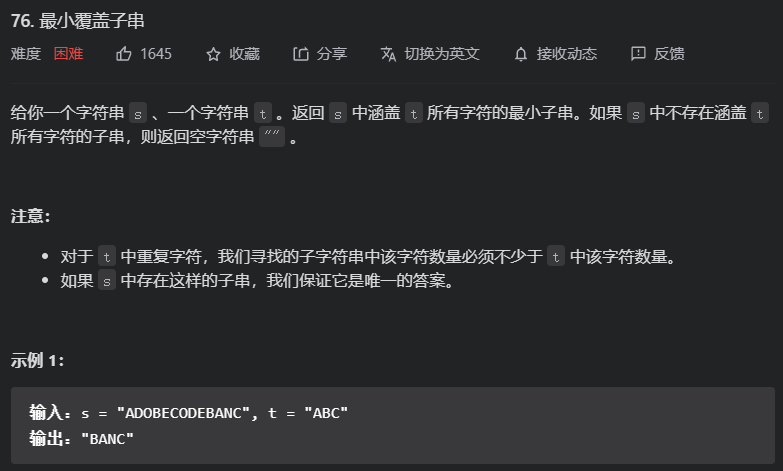 76. 最小覆盖子串
难度 困难 1645 收藏 分享 切换为英文 接收动态 反馈
给你一个字符串 s 、一个字符串 t 。返回 s 中涵盖 t 所有字符的最小子串。如果 s 中不存在涵盖 t
所有字符的子串，则返回空字符串 "" 。
注意：
• 对于 t 中重复字符，我们寻找的子字符串中该字符数量必须不少于 t 中该字符数量。
• 如果 s 中存在这样的子串，我们保证它是唯一的答案。
示例 1：
输入：s = "ADOBECODEBANC", t = "ABC"
输出："BANC"